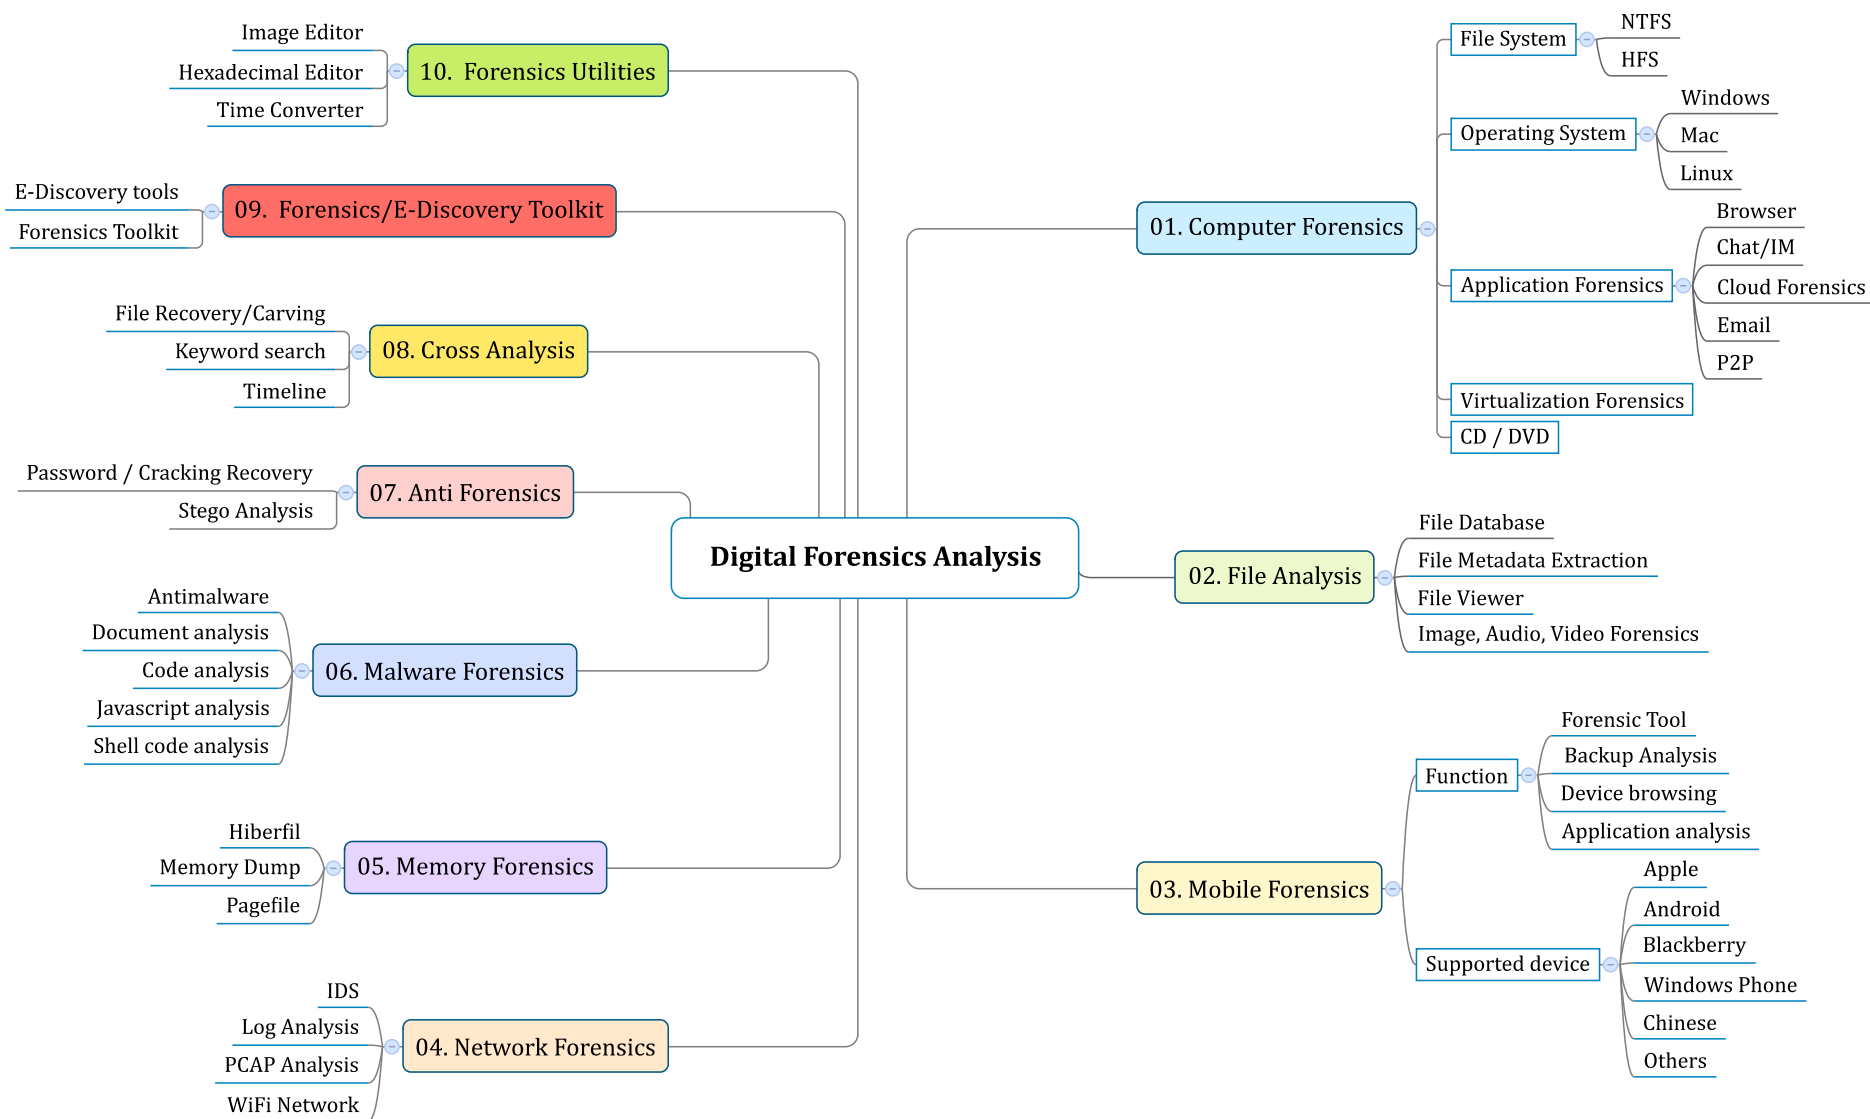 Digital Forensics Analysis
01. Computer Forensics
File System
NTFS
HFS
Operating System
Windows
Mac
Linux
Application Forensics
Browser
Chat/IM
Cloud Forensics
Email
P2P
Virtualization Forensics
CD / DVD
02. File Analysis
File Database
File Metadata Extraction
File Viewer
Image, Audio, Video Forensics
03. Mobile Forensics
Function
Forensic Tool
Backup Analysis
Device browsing
Application analysis
Supported device
Apple
Android
Blackberry
Windows Phone
Chinese
Others
04. Network Forensics
IDS
Log Analysis
PCAP Analysis
WiFi Network
05. Memory Forensics
Hiberfil
Memory Dump
Pagefile
06. Malware Forensics
Antimalware
Document analysis
Code analysis
Javascript analysis
Shell code analysis
07. Anti Forensics
Password / Cracking Recovery
Stego Analysis
08. Cross Analysis
File Recovery/Carving
Keyword search
Timeline
09. Forensics/E-Discovery Toolkit
E-Discovery tools
Forensics Toolkit
10. Forensics Utilities
Image Editor
Hexadecimal Editor
Time Converter